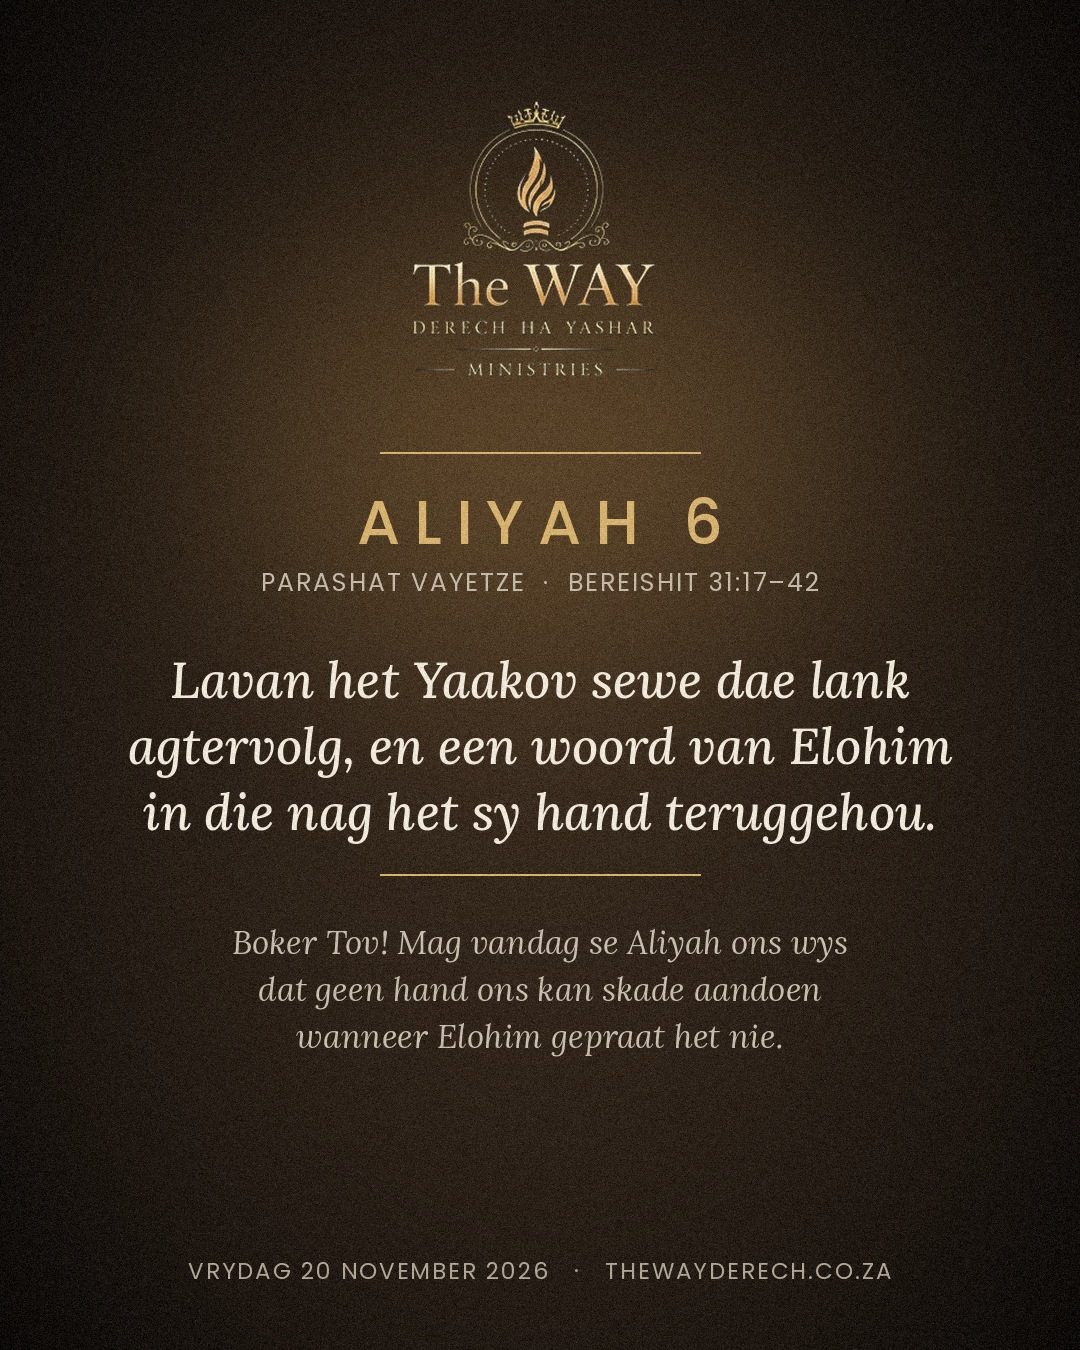 The WAY
DERECH HA YASHAR
MINISTRIES
ALIYAH 6
PARASHAT VAYETZE · BEREISHIT 31:17–42
Lavan het Yaakov sewe dae lank
agtervolg, en een woord van Elohim
in die nag het sy hand teruggehou.
Boker Tov! Mag vandag se Aliyah ons wys
dat geen hand ons kan skade aandoen
wanneer Elohim gepraat het nie.
VRYDAG 20 NOVEMBER 2026 · THEWAYDERECH.CO.ZA